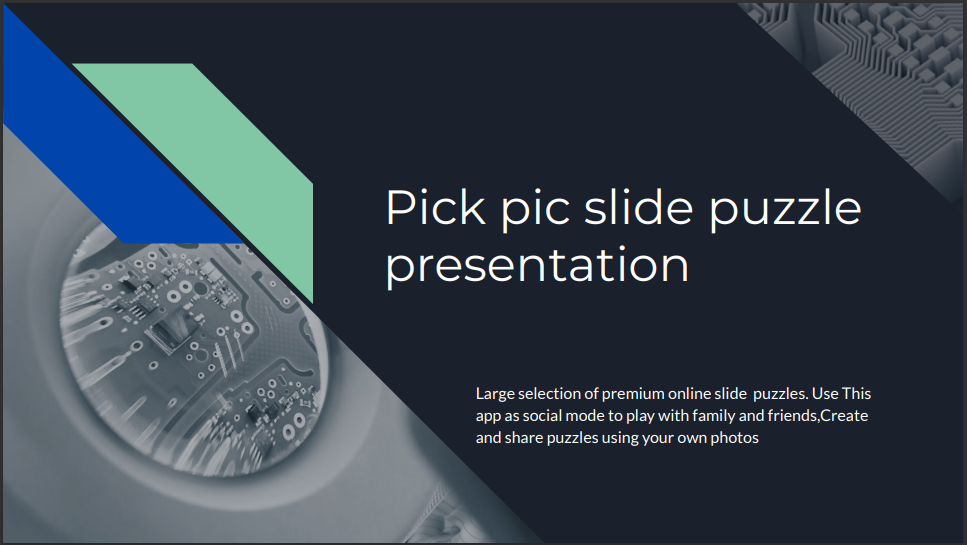 Pick pic slide puzzle
presentation
Large selection of premium online slide  puzzles. Use This
app as social mode to play with family and friends,Create
and share puzzles using your own photos